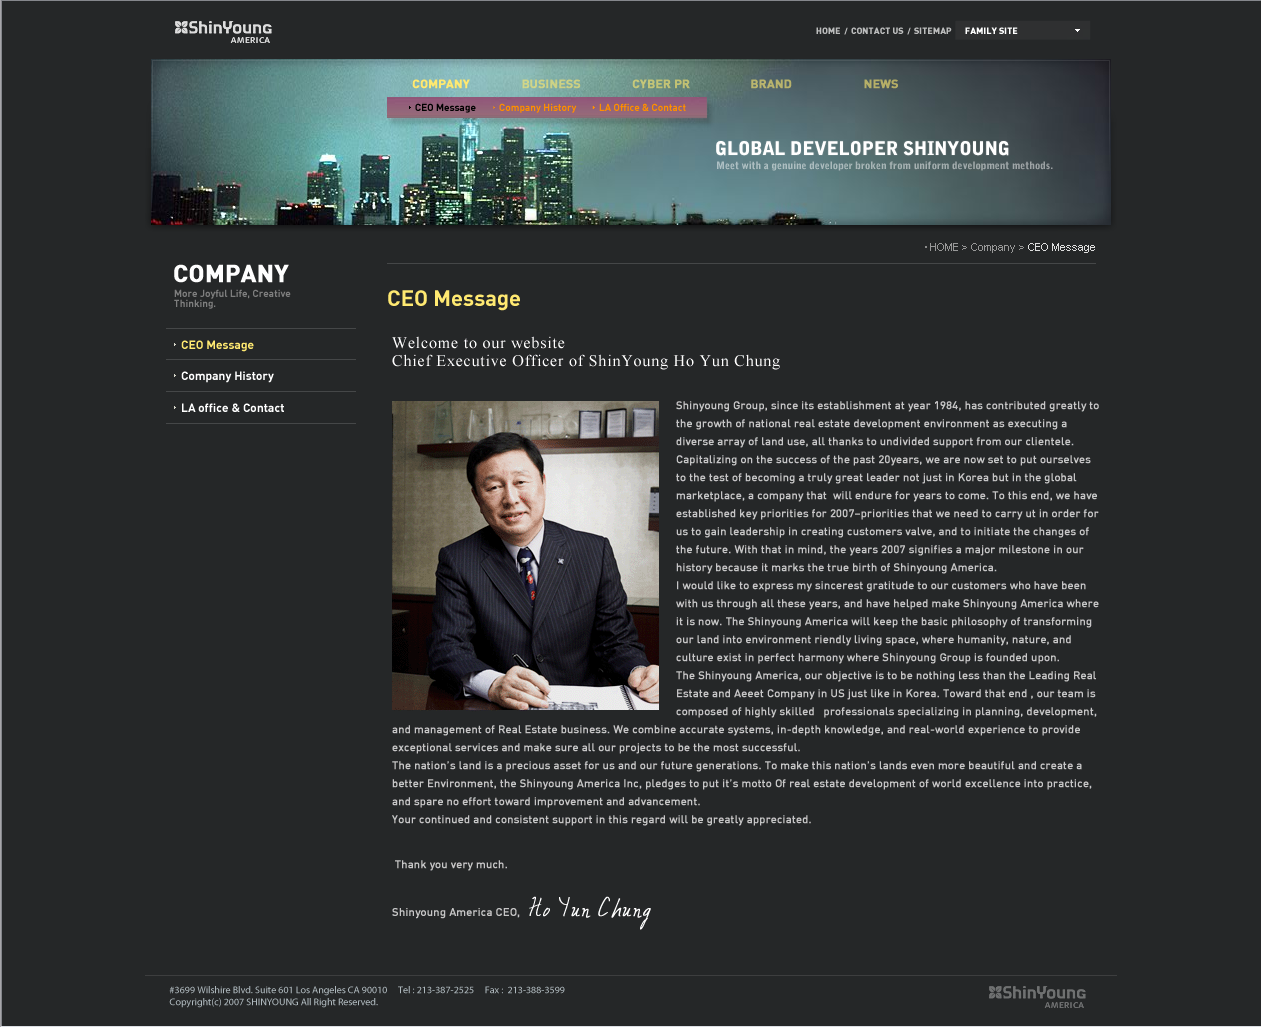 ShinYoung
AMERICA
HOME / CONTACT US / SITEMAP
FAMILY SITE
COMPANY BUSINESS CYBER PR BRAND NEWS
CEO Message Company History LA Office & Contact
GLOBAL DEVELOPER SHINYOUNG
Meet with a genuine developer broken from uniform development methods.
HOME > Company > CEO Message
COMPANY
More Joyful Life, Creative
Thinking.
CEO Message
Company History
LA office & Contact
CEO Message
Welcome to our website
Chief Executive Officer of ShinYoung Ho Yun Chung
Shinyoung Group, since its establishment at year 1984, has contributed greatly to
the growth of national real estate development environment as executing a
diverse array of land use, all thanks to undivided support from our clientele.
Capitalizing on the success of the past 20years, we are now set to put ourselves
to the test of becoming a truly great leader not just in Korea but in the global
marketplace, a company that will endure for years to come. To this end, we have
established key priorities for 2007–priorities that we need to carry ut in order for
us to gain leadership in creating customers valve, and to initiate the changes of
the future. With that in mind, the years 2007 signifies a major milestone in our
history because it marks the true birth of Shinyoung America.
I would like to express my sincerest gratitude to our customers who have been
with us through all these years, and have helped make Shinyoung America where
it is now. The Shinyoung America will keep the basic philosophy of transforming
our land into environment riendly living space, where humanity, nature, and
culture exist in perfect harmony where Shinyoung Group is founded upon.
The Shinyoung America, our objective is to be nothing less than the Leading Real
Estate and Aeeet Company in US just like in Korea. Toward that end , our team is
composed of highly skilled professionals specializing in planning, development,
and management of Real Estate business. We combine accurate systems, in-depth knowledge, and real-world experience to provide
exceptional services and make sure all our projects to be the most successful.
The nation's land is a precious asset for us and our future generations. To make this nation's lands even more beautiful and create a
better Environment, the Shinyoung America Inc, pledges to put it's motto Of real estate development of world excellence into practice,
and spare no effort toward improvement and advancement.
Your continued and consistent support in this regard will be greatly appreciated.
Thank you very much.
Shinyoung America CEO, Ho Yun Chung
#3699 Wilshire Blvd. Suite 601 Los Angeles CA 90010 Tel : 213-387-2525 Fax : 213-388-3599
Copyright(c) 2007 SHINYOUNG All Right Reserved.
ShinYoung
AMERICA